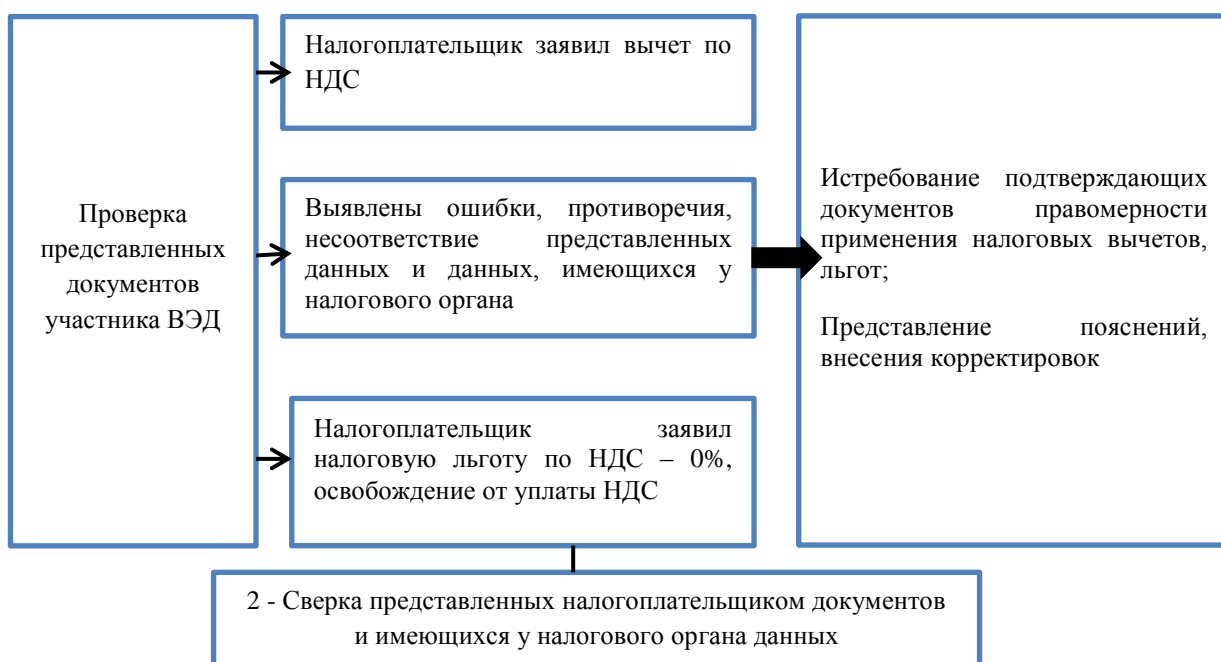 Проверка
представленных
документов
участника ВЭД
Налогоплательщик заявил вычет по
НДС
Выявлены ошибки, противоречия,
несоответствие представленных
данных и данных, имеющихся у
налогового органа
Налогоплательщик заявил
налоговую льготу по НДС – 0%,
освобождение от уплаты НДС
Истребование подтверждающих
документов правомерности
применения налоговых вычетов,
льгот;
Представление пояснений,
внесения корректировок
2 - Сверка представленных налогоплательщиком документов
и имеющихся у налогового органа данных